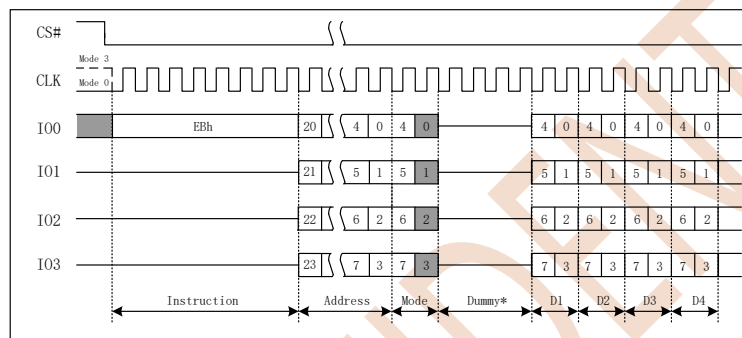 CS#
Mode 3
CLK Mode 0
IO0 EBh 20 4 0 4 0 4 0 4 0 4 0 4 0
IO1 21 5 1 5 1 5 1 5 1 5 1 5 1
IO2 22 6 2 6 2 6 2 6 2 6 2 6 2
IO3 23 7 3 7 3 7 3 7 3 7 3 7 3
Instruction Address Mode Dummy* D1 D2 D3 D4